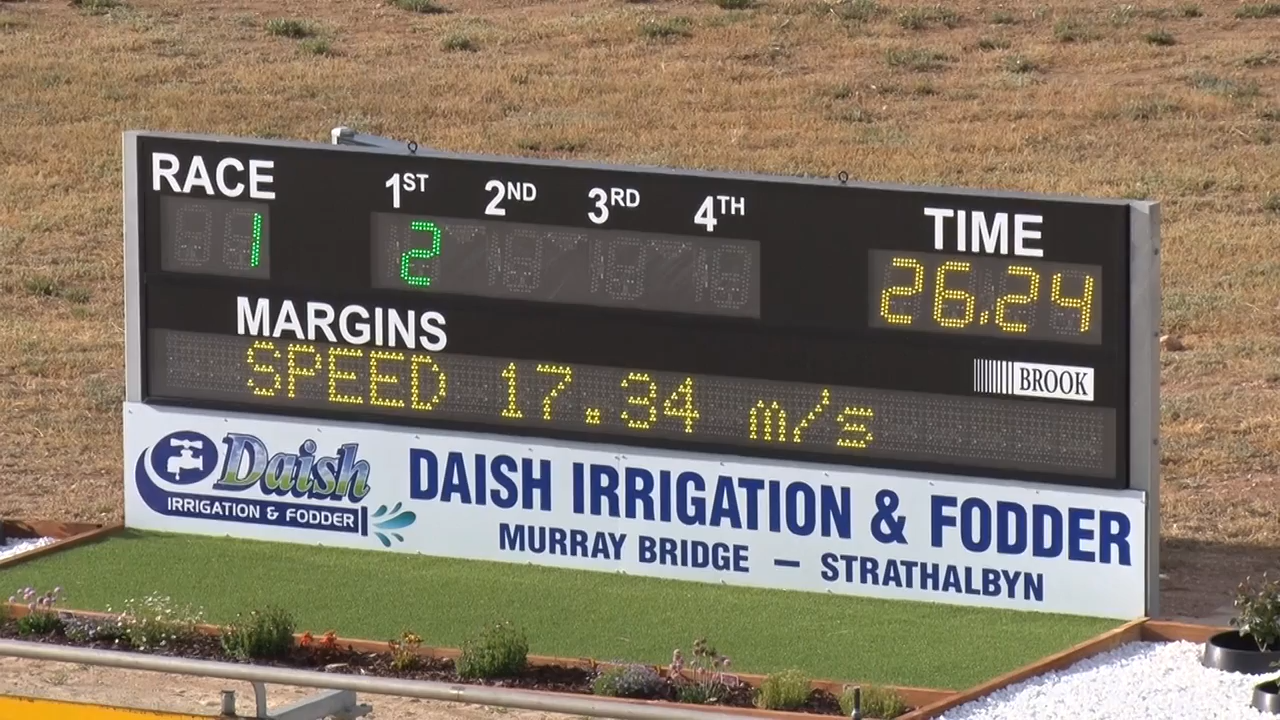 RACE 1ST 2ND 3RD 4TH TIME
1 2 26.24
MARGINS
BROOK
SPEED 17.34 m/s
Daish
IRRIGATION & FODDER
DAISH IRRIGATION & FODDER
MURRAY BRIDGE — STRATHALBYN